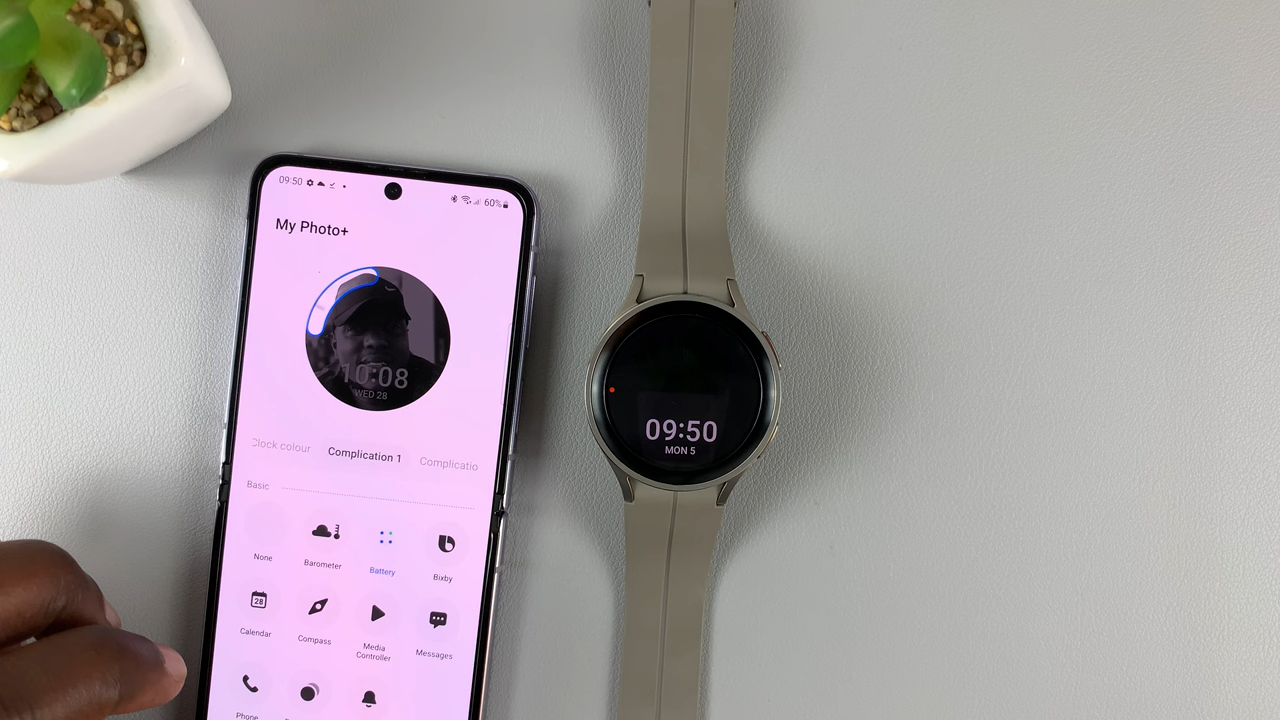 09:50
60%
My Photo+
10:08
WED 28
Clock colour
Complication 1
Complicatio
Basic
None
Barometer
Battery
Bixby
28
Calendar
Compass
Media
Controller
Messages
Phone
09:50
MON 5